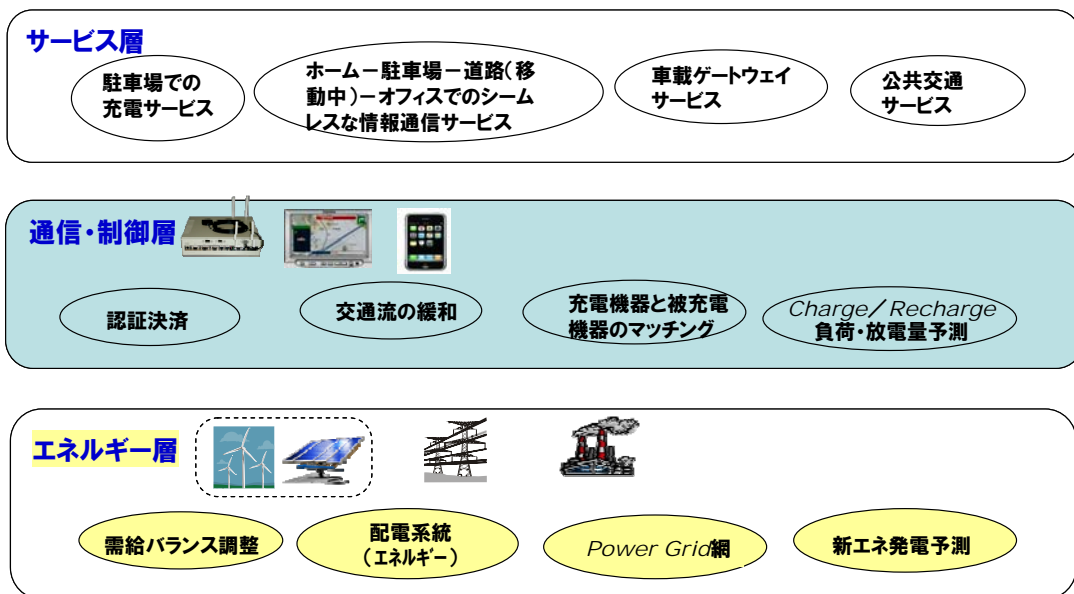 サービス層
駐車場での
充電サービス
ホーム－駐車場－道路（移
動中）－オフィスでのシーム
レスな情報通信サービス
車載ゲートウェイ
サービス
公共交通
サービス
通信・制御層
認証決済
交通流の緩和
充電機器と被充電
機器のマッチング
Charge／Recharge
負荷・放電量予測
エネルギー層
需給バランス調整
配電系統
（エネルギー）
Power Grid網
新エネ発電予測